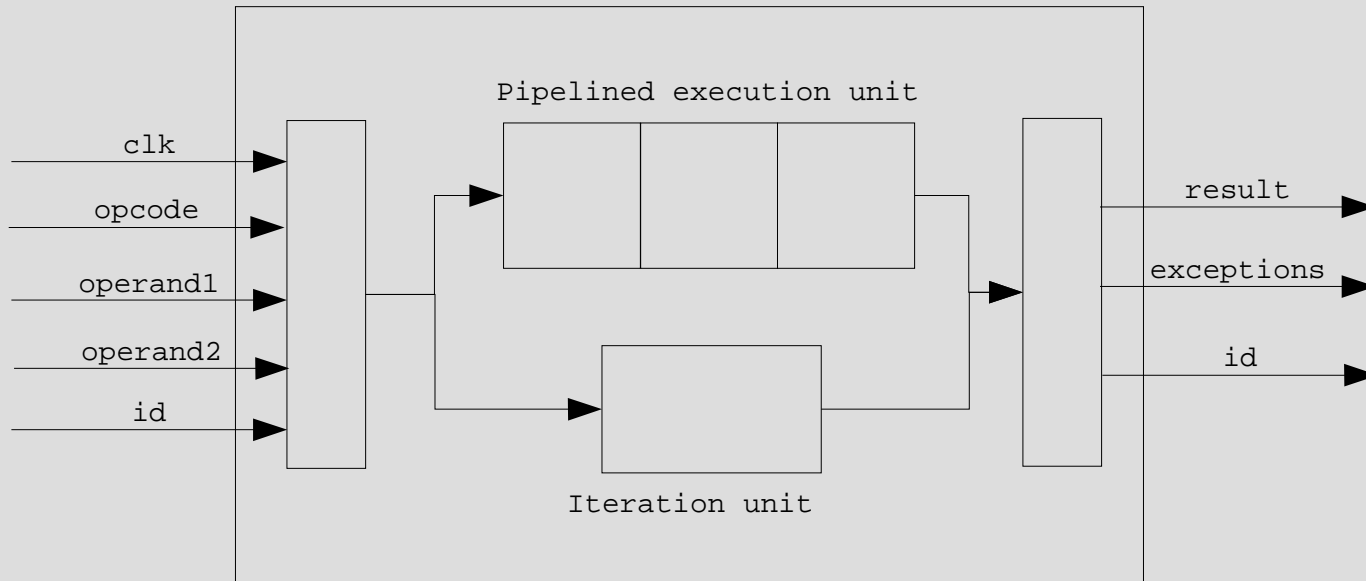 Pipelined execution unit
clk
opcode
operand1
operand2
id
result
exceptions
id
Iteration unit